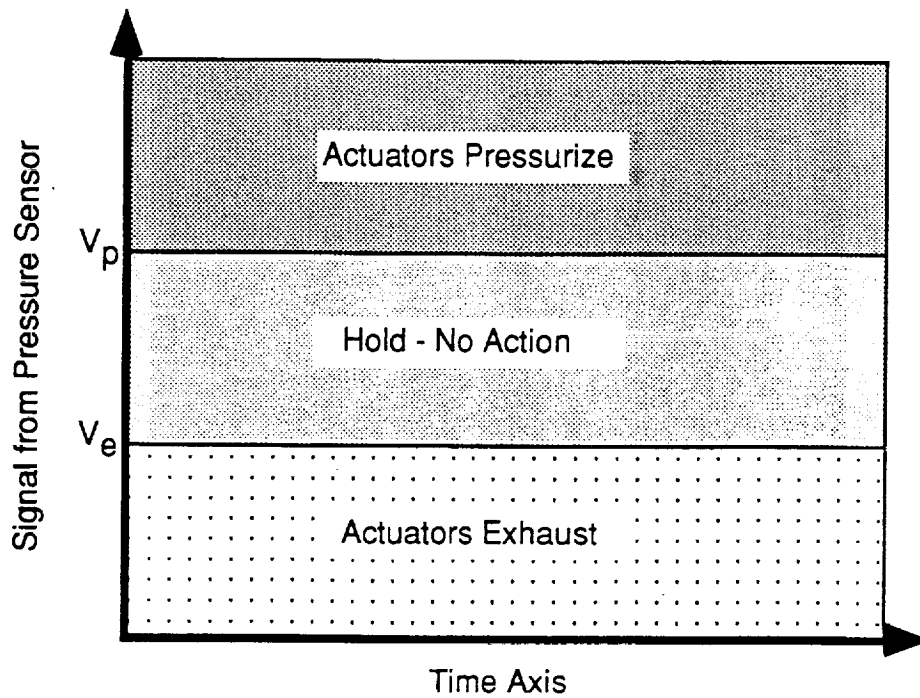 Signal from Pressure Sensor
Actuators Pressurize
Vp
Hold - No Action
Ve
Actuators Exhaust
Time Axis